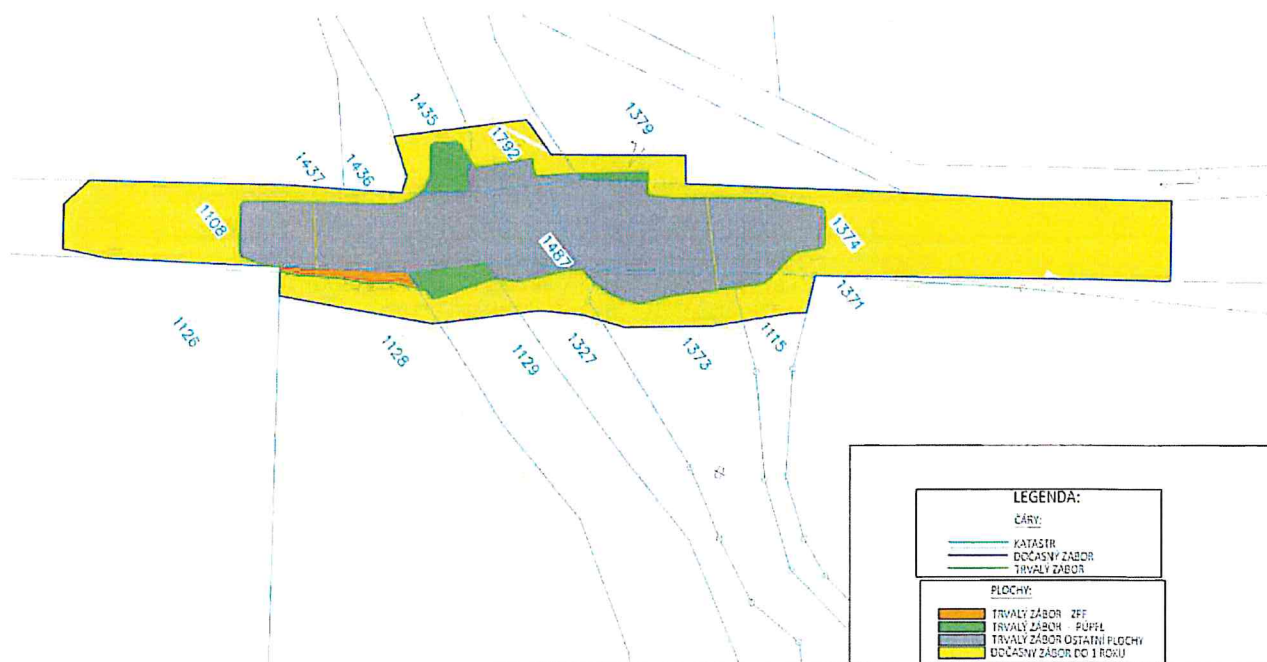 1435
1792
1379
1437
1436
1108
1487
1374
1371
1126
1128
1129
1327
1373
1115
LEGENDA:
ČÁRY:
KATASTR
DOČASNÝ ZÁBOR
TRVALÝ ZÁBOR
PLOCHY:
TRVALÝ ZÁBOR - ZPF
TRVALÝ ZÁBOR - PUPFL
TRVALÝ ZÁBOR OSTATNÍ PLOCHY
DOČASNÝ ZÁBOR DO 1 ROKU